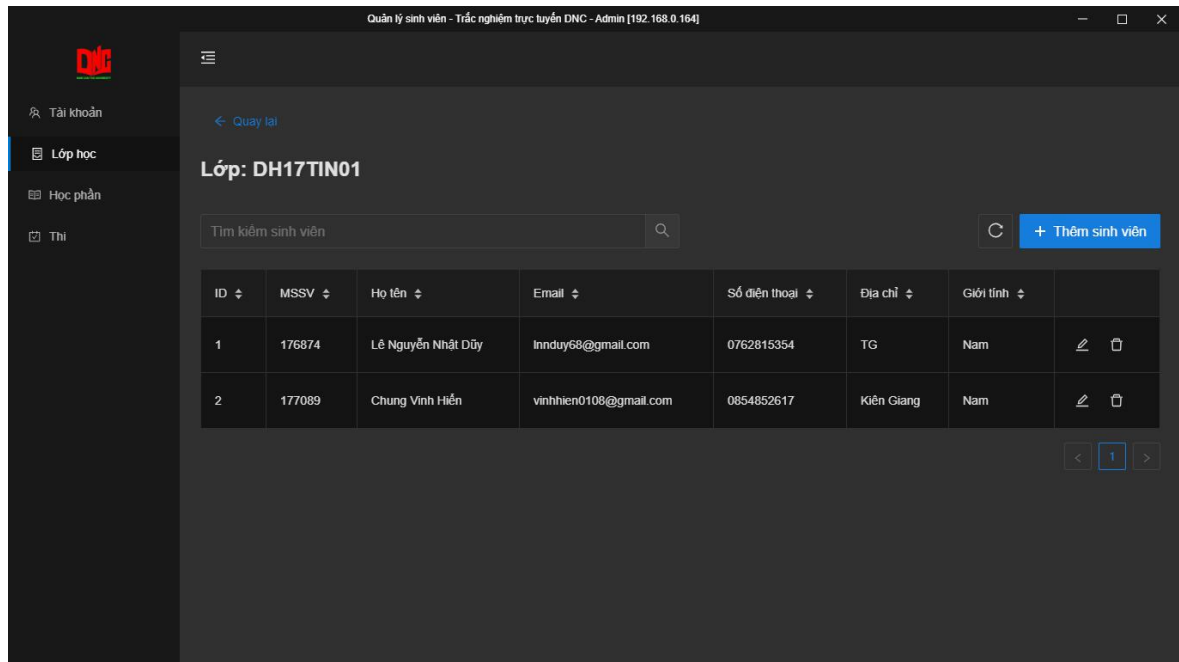 Quản lý sinh viên - Trắc nghiệm trực tuyến DNC - Admin [192.168.0.164]
DNC
Tài khoản
Lớp học
Học phần
Thi
Quay lại
Lớp: DH17TIN01
Tìm kiếm sinh viên
+ Thêm sinh viên
ID MSSV Họ tên Email Số điện thoại Địa chỉ Giới tính
1 176874 Lê Nguyễn Nhật Dũy lnnduy68@gmail.com 0762815354 TG Nam
2 177089 Chung Vinh Hiển vinhhien0108@gmail.com 0854852617 Kiên Giang Nam
< 1 >